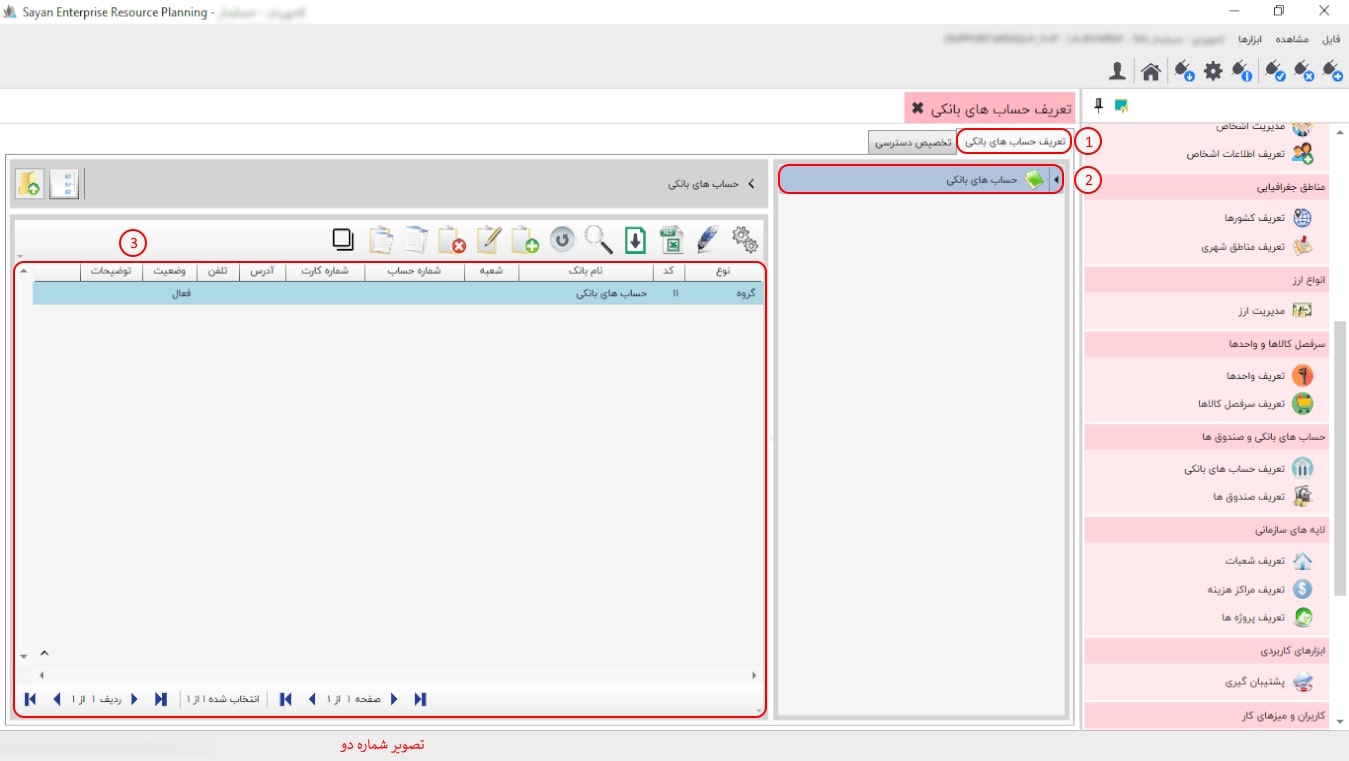 Sayan Enterprise Resource Planning -
فایل مشاهده ابزارها
تعریف حساب های بانکی
تعریف حساب های بانکی
تخصیص دسترسی
1
حساب های بانکی
2
حساب های بانکی
3
نوع کد نام بانک شعبه شماره حساب شماره کارت آدرس تلفن وضعیت توضیحات
گروه ۱۱ حساب های بانکی فعال
صفحه ۱ از ۱
انتخاب شده ۱ از ۱
ردیف ۱ از ۱
مدیریت اشخاص
تعریف اطلاعات اشخاص
مناطق جغرافیایی
تعریف کشورها
تعریف مناطق شهری
انواع ارز
مدیریت ارز
سرفصل کالاها و واحدها
تعریف واحدها
تعریف سرفصل کالاها
حساب های بانکی و صندوق ها
تعریف حساب های بانکی
تعریف صندوق ها
لایه های سازمانی
تعریف شعبات
تعریف مراکز هزینه
تعریف پروژه ها
ابزارهای کاربردی
پشتیبان گیری
کاربران و میزهای کار
تصویر شماره دو